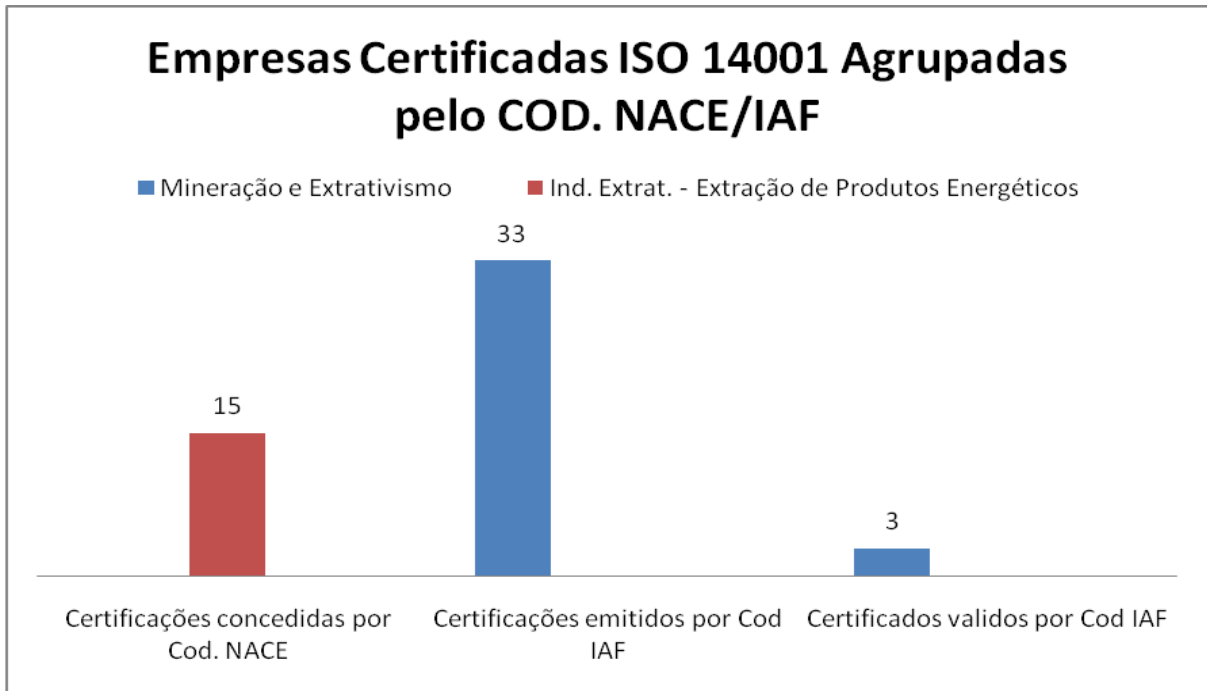 Empresas Certificadas ISO 14001 Agrupadas
pelo COD. NACE/IAF
Mineração e Extrativismo
Ind. Extrat. - Extração de Produtos Energéticos
33
15
3
Certificações concedidas por
Cod. NACE
Certificações emitidos por Cod
IAF
Certificados validos por Cod IAF